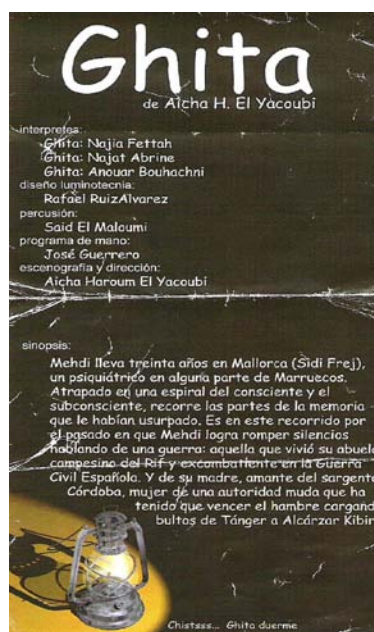 Ghita
de Aicha H. El Yacoubi
interpretes:
Ghita: Najia Fettah
Ghita: Najat Abrine
Ghita: Anouar Bouhachni
diseño luminotecnia:
Rafael RuizAlvarez
percusión:
Said El Maloumi
programa de mano:
José Guerrero
escenografia y dirección:
Aicha Haroum El Yacoubi
sinopsis:
Mehdi lleva treinta años en Mallorca (Sidi Frej),
un psiquiátrico en alguna parte de Marruecos.
Atrapado en una espiral del consciente y el
subconsciente, recorre las partes de la memoria
que le habían usurpado. Es en este recorrido por
el pasado en que Mehdi logra romper silencios
hablando de una guerra: aquella que vivió su abuelo
campesino del Rif y excombatiente en la Guerra
Civil Española. Y de su madre, amante del sargento
Córdoba, mujer de una autoridad muda que ha
tenido que vencer el hambre cargando
bultos de Tánger a Alcárzar Kibir
Chistsss... Ghita duerme